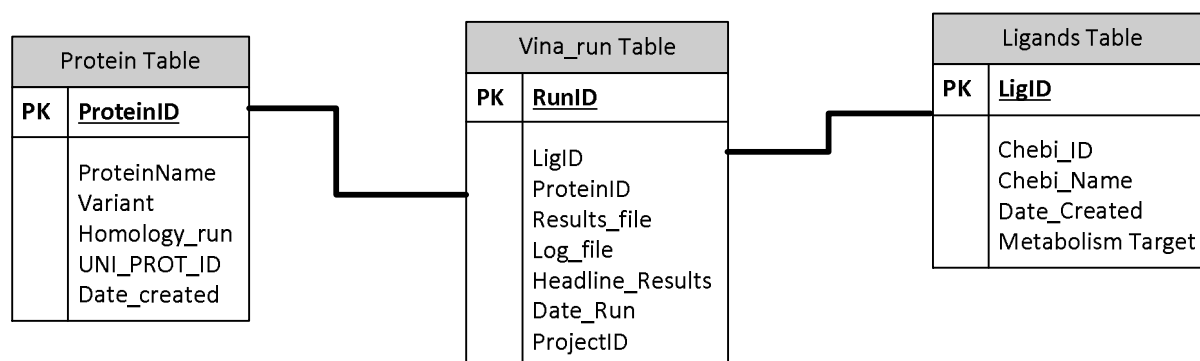 Protein Table
PK ProteinID
ProteinName
Variant
Homology_run
UNI_PROT_ID
Date_created
Vina_run Table
PK RunID
LigID
ProteinID
Results_file
Log_file
Headline_Results
Date_Run
ProjectID
Ligands Table
PK LigID
Chebi_ID
Chebi_Name
Date_Created
Metabolism Target